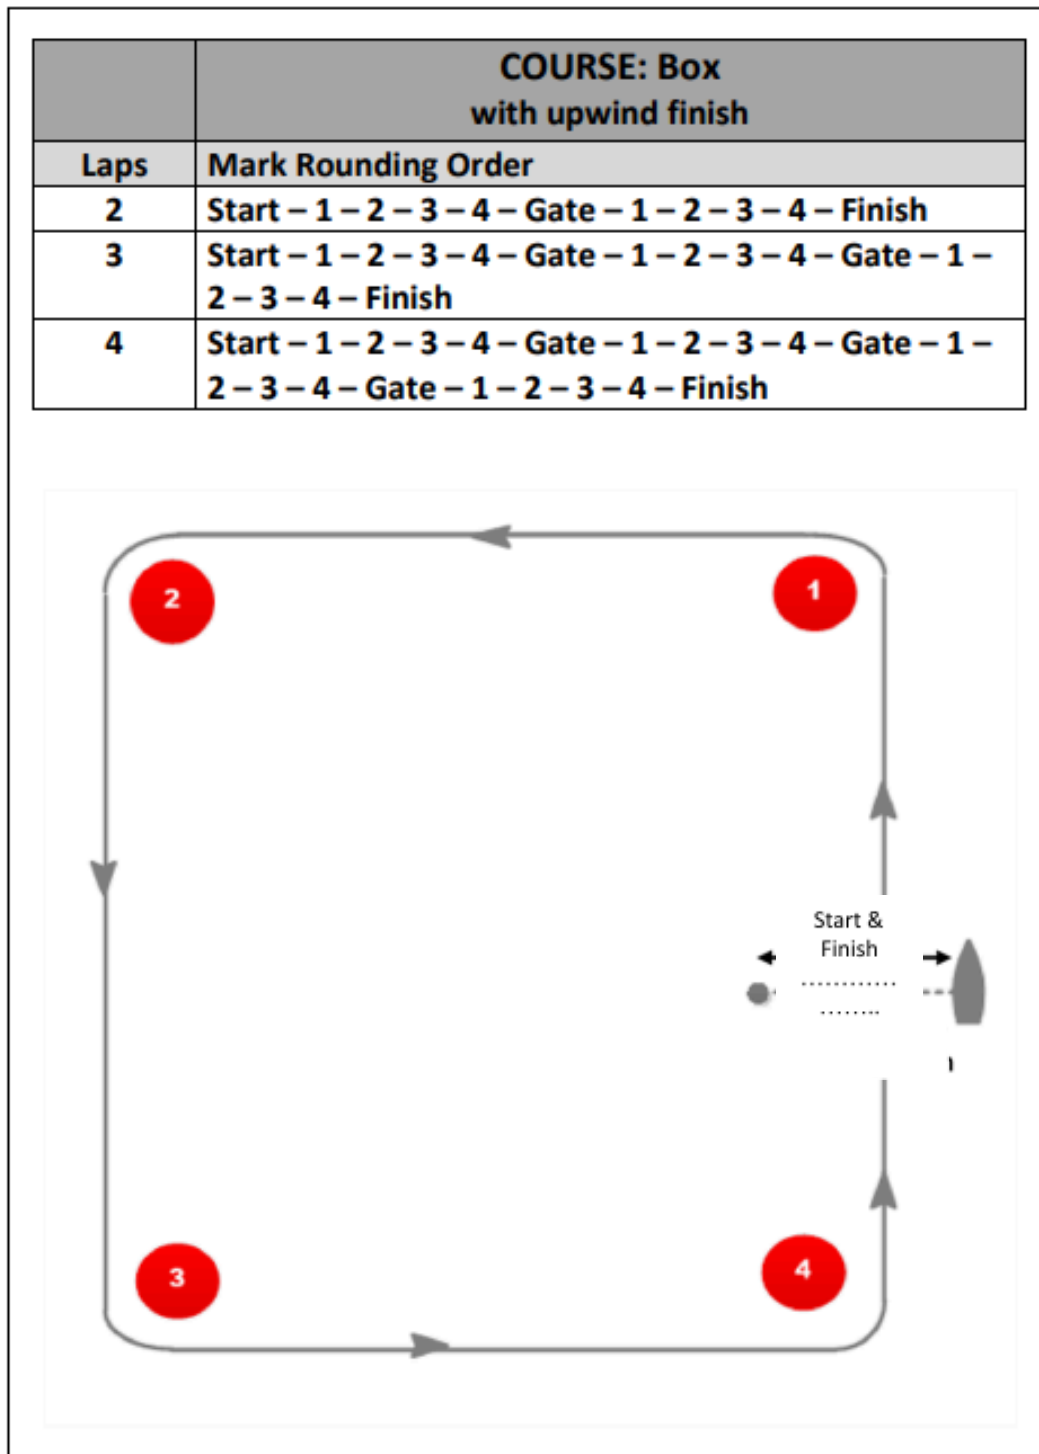 COURSE: Box
with upwind finish
Laps
Mark Rounding Order
2
Start – 1 – 2 – 3 – 4 – Gate – 1 – 2 – 3 – 4 – Finish
3
Start – 1 – 2 – 3 – 4 – Gate – 1 – 2 – 3 – 4 – Gate – 1 –
2 – 3 – 4 – Finish
4
Start – 1 – 2 – 3 – 4 – Gate – 1 – 2 – 3 – 4 – Gate – 1 –
2 – 3 – 4 – Gate – 1 – 2 – 3 – 4 – Finish
2
1
Start &
Finish
............
........
3
4